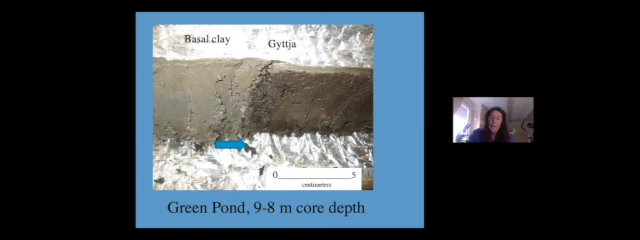 Basal clay
Gyttja
0 5
centimeters
Green Pond, 9-8 m core depth